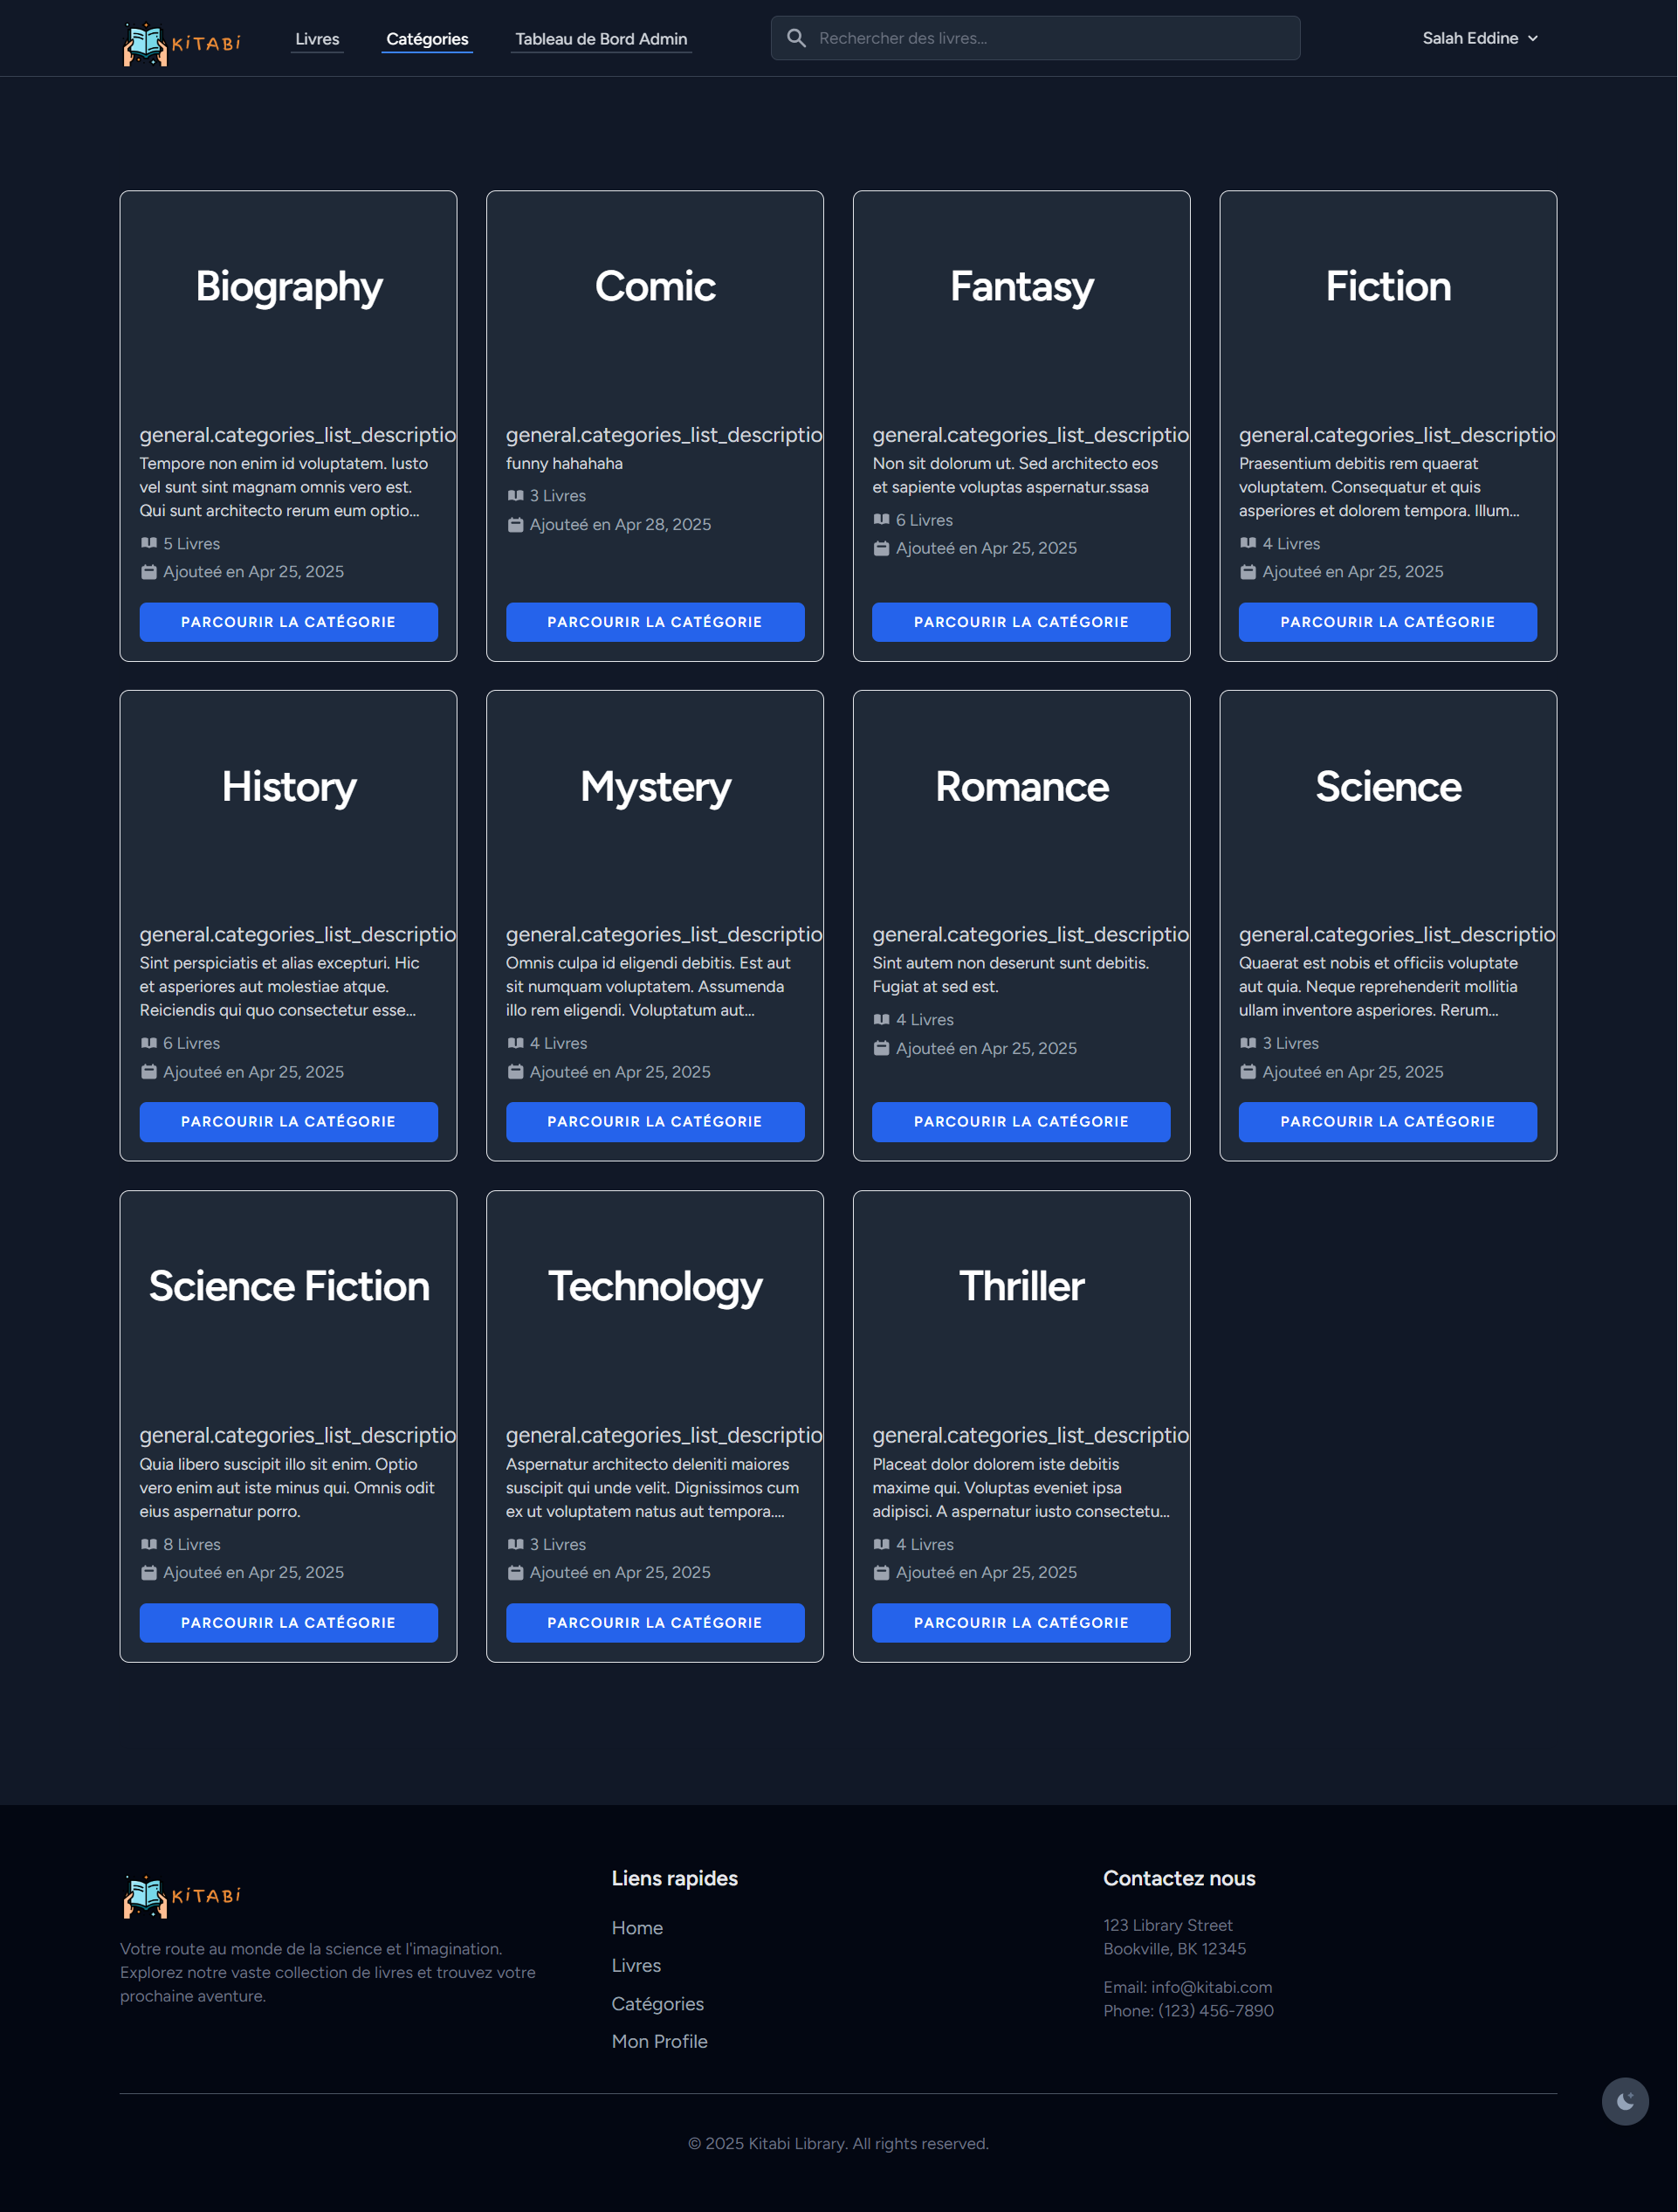 KiTABi
Livres
Catégories
Tableau de Bord Admin
Rechercher des livres...
Salah Eddine
Biography
general.categories_list_descriptio
Tempore non enim id voluptatem. Iusto
vel sunt sint magnam omnis vero est.
Qui sunt architecto rerum eum optio...
5 Livres
Ajouteé en Apr 25, 2025
PARCOURIR LA CATÉGORIE
Comic
general.categories_list_descriptio
funny hahahaha
3 Livres
Ajouteé en Apr 28, 2025
PARCOURIR LA CATÉGORIE
Fantasy
general.categories_list_descriptio
Non sit dolorum ut. Sed architecto eos
et sapiente voluptas aspernatur.ssasa
6 Livres
Ajouteé en Apr 25, 2025
PARCOURIR LA CATÉGORIE
Fiction
general.categories_list_descriptio
Praesentium debitis rem quaerat
voluptatem. Consequatur et quis
asperiores et dolorem tempora. Illum...
4 Livres
Ajouteé en Apr 25, 2025
PARCOURIR LA CATÉGORIE
History
general.categories_list_descriptio
Sint perspiciatis et alias excepturi. Hic
et asperiores aut molestiae atque.
Reiciendis qui quo consectetur esse...
6 Livres
Ajouteé en Apr 25, 2025
PARCOURIR LA CATÉGORIE
Mystery
general.categories_list_descriptio
Omnis culpa id eligendi debitis. Est aut
sit numquam voluptatem. Assumenda
illo rem eligendi. Voluptatum aut...
4 Livres
Ajouteé en Apr 25, 2025
PARCOURIR LA CATÉGORIE
Romance
general.categories_list_descriptio
Sint autem non deserunt sunt debitis.
Fugiat at sed est.
4 Livres
Ajouteé en Apr 25, 2025
PARCOURIR LA CATÉGORIE
Science
general.categories_list_descriptio
Quaerat est nobis et officiis voluptate
aut quia. Neque reprehenderit mollitia
ullam inventore asperiores. Rerum...
3 Livres
Ajouteé en Apr 25, 2025
PARCOURIR LA CATÉGORIE
Science Fiction
general.categories_list_descriptio
Quia libero suscipit illo sit enim. Optio
vero enim aut iste minus qui. Omnis odit
eius aspernatur porro.
8 Livres
Ajouteé en Apr 25, 2025
PARCOURIR LA CATÉGORIE
Technology
general.categories_list_descriptio
Aspernatur architecto deleniti maiores
suscipit qui unde velit. Dignissimos cum
ex ut voluptatem natus aut tempora....
3 Livres
Ajouteé en Apr 25, 2025
PARCOURIR LA CATÉGORIE
Thriller
general.categories_list_descriptio
Placeat dolor dolorem iste debitis
maxime qui. Voluptas eveniet ipsa
adipisci. A aspernatur iusto consectetu...
4 Livres
Ajouteé en Apr 25, 2025
PARCOURIR LA CATÉGORIE
KiTABi
Votre route au monde de la science et l'imagination.
Explorez notre vaste collection de livres et trouvez votre
prochaine aventure.
Liens rapides
Home
Livres
Catégories
Mon Profile
Contactez nous
123 Library Street
Bookville, BK 12345
Email: info@kitabi.com
Phone: (123) 456-7890
© 2025 Kitabi Library. All rights reserved.